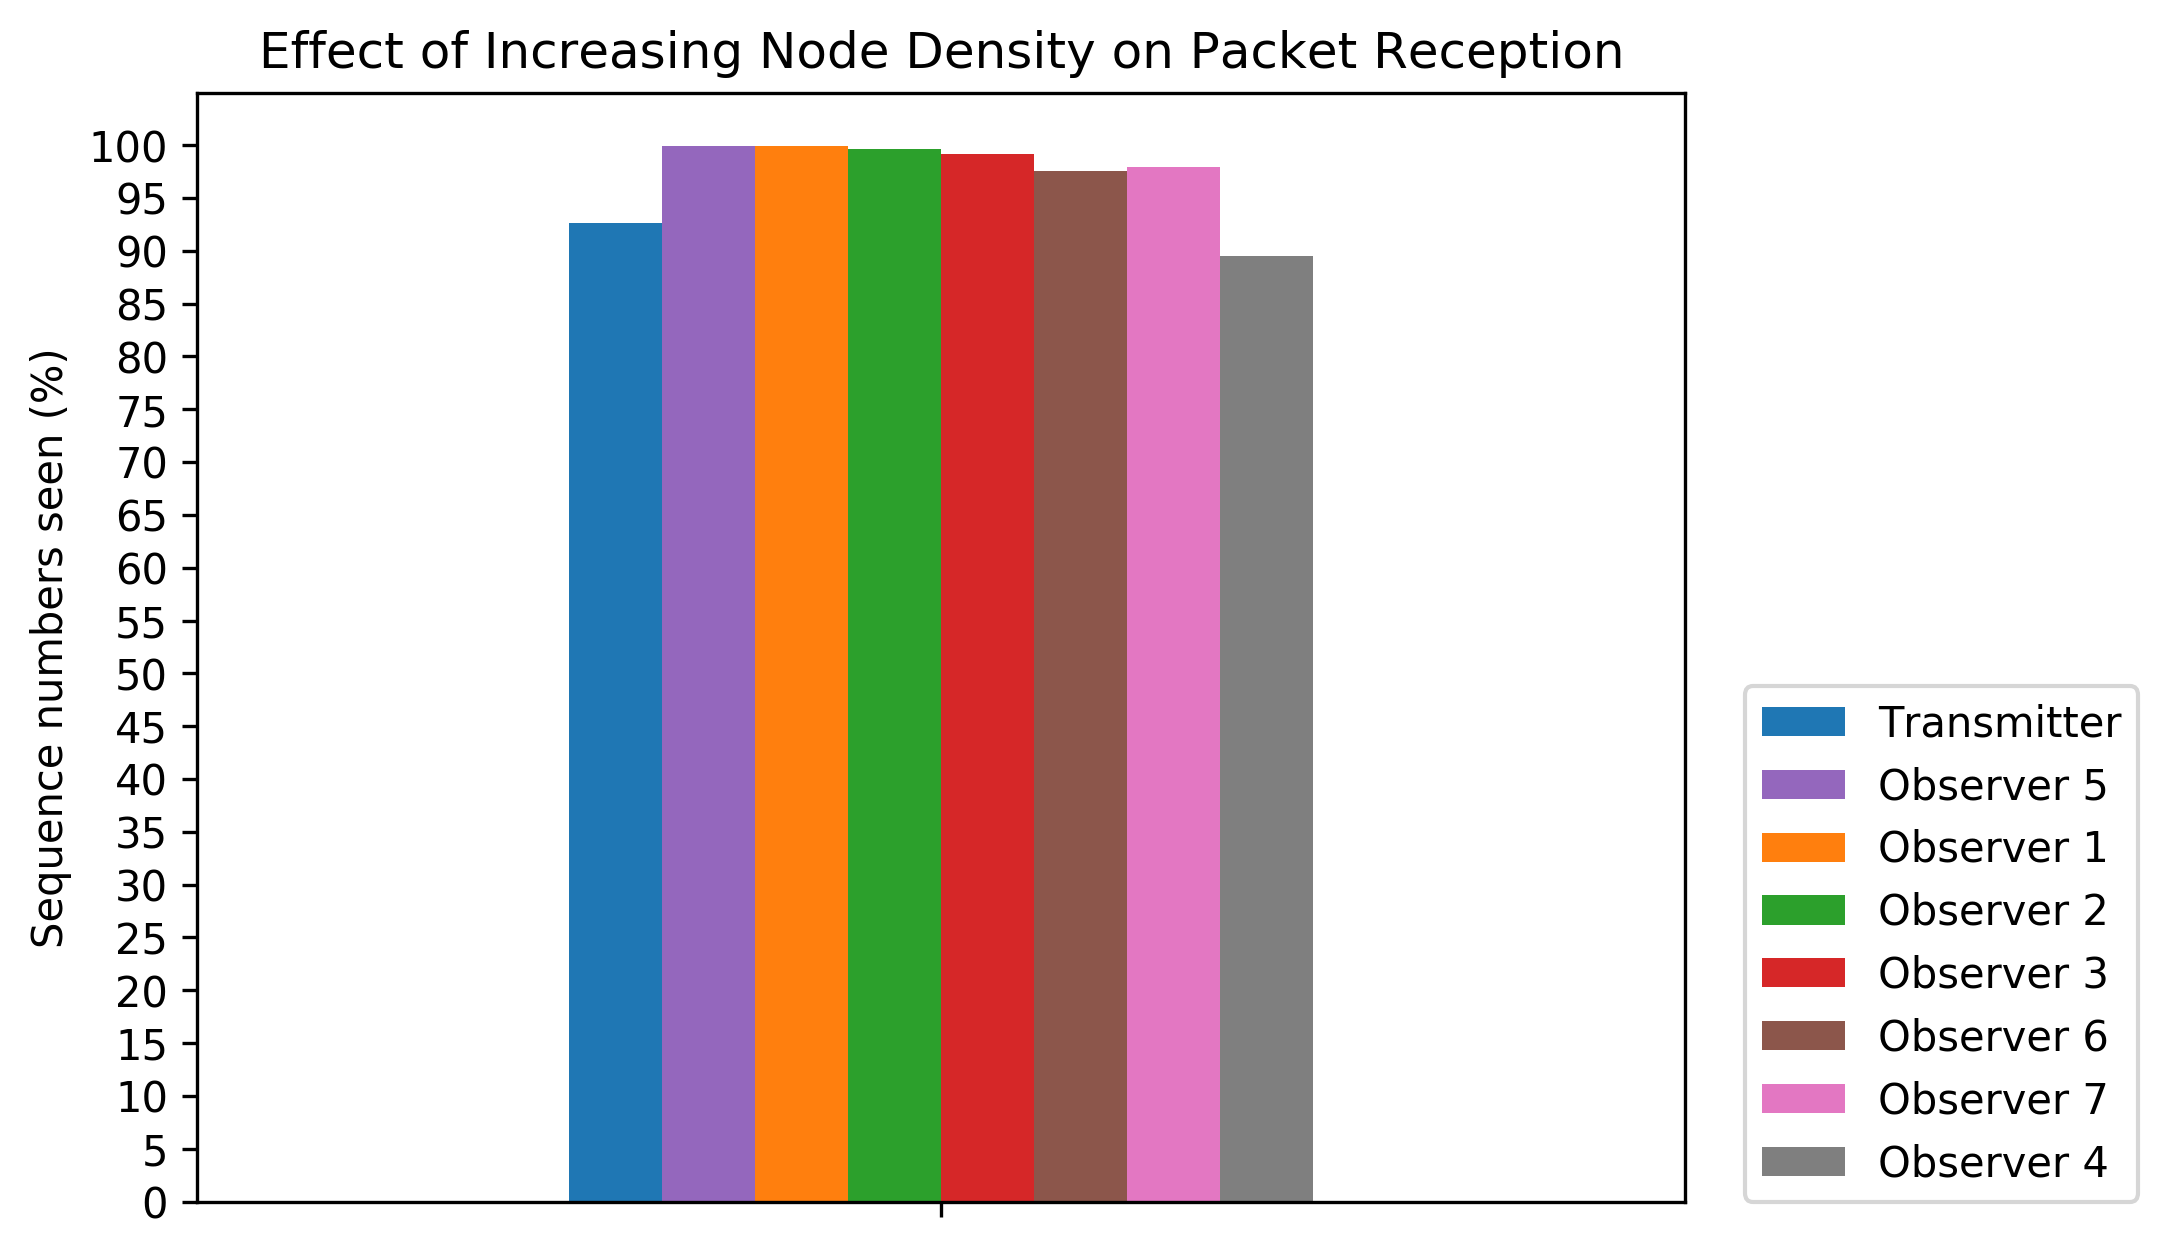 Effect of Increasing Node Density on Packet Reception
Sequence numbers seen (%)
100
95
90
85
80
75
70
65
60
55
50
45
40
35
30
25
20
15
10
5
0
Transmitter
Observer 5
Observer 1
Observer 2
Observer 3
Observer 6
Observer 7
Observer 4